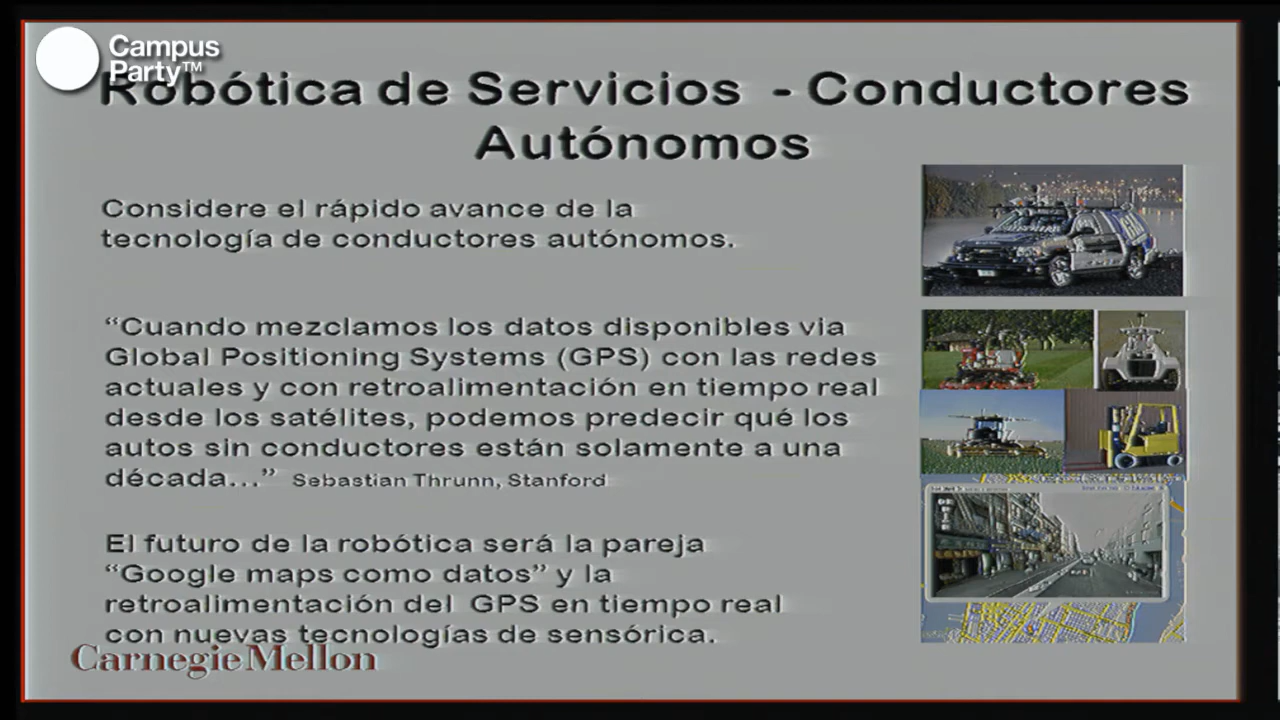 Campus
Party™
Robótica de Servicios - Conductores
Autónomos
Considere el rápido avance de la
tecnología de conductores autónomos.
“Cuando mezclamos los datos disponibles via
Global Positioning Systems (GPS) con las redes
actuales y con retroalimentación en tiempo real
desde los satélites, podemos predecir qué los
autos sin conductores están solamente a una
década...” Sebastian Thrunn, Stanford
El futuro de la robótica será la pareja
“Google maps como datos” y la
retroalimentación del GPS en tiempo real
con nuevas tecnologías de sensórica.
Carnegie Mellon